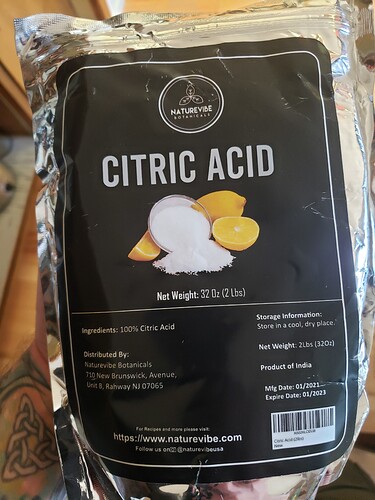 NATUREVIBE
BOTANICALS
CITRIC ACID
Net Weight: 32 Oz (2 Lbs)
Ingredients: 100% Citric Acid
Distributed By:
Naturevibe Botanicals
710 New Brunswick, Avenue,
Unit 8, Rahway NJ 07065
Storage Information:
Store in a cool, dry place.
Net Weight: 2Lbs (32Oz)
Product of India
Mfg Date: 01/2021
Expire Date: 01/2023
For Recipes and more please visit:
https://www.naturevibe.com
Follow us on @naturevibeusa
New